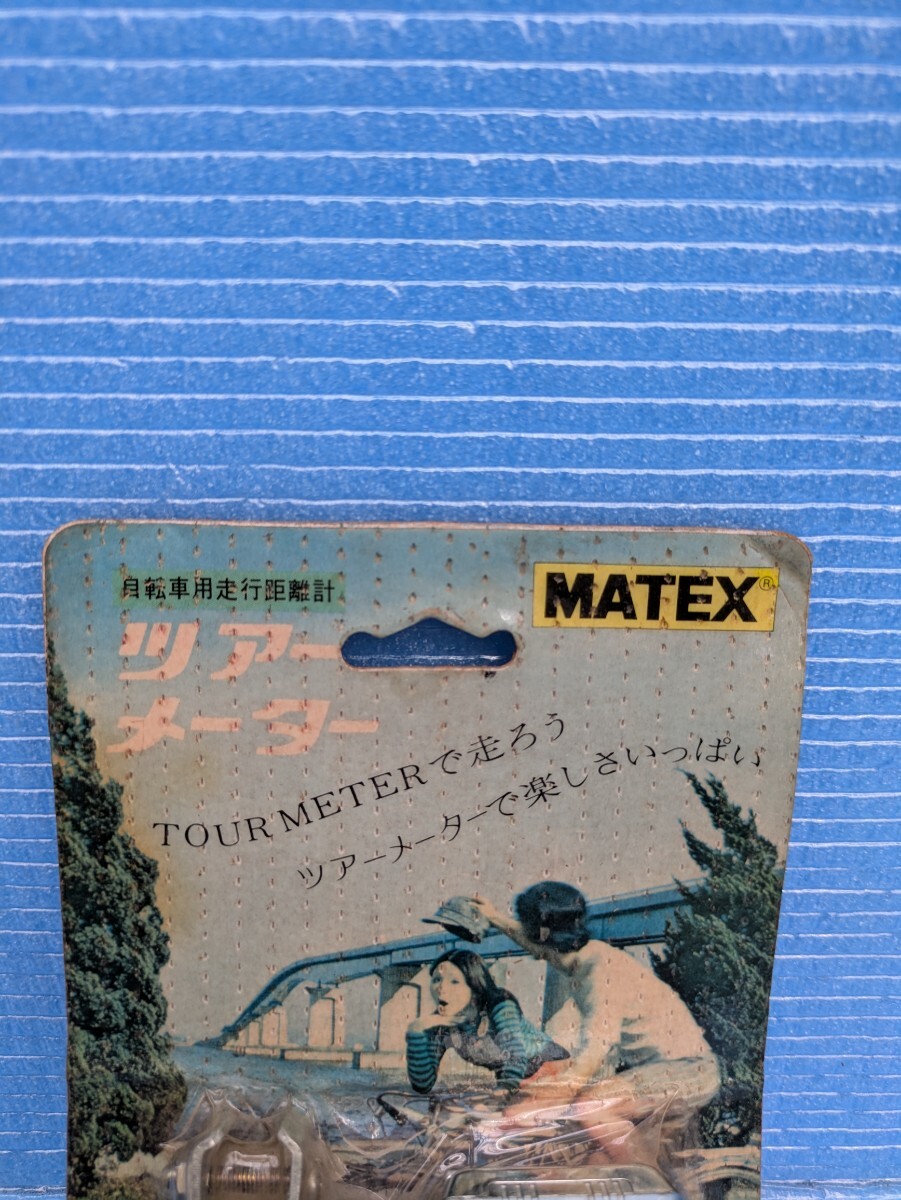 自転車用走行距離計
MATEX®
ツアー
メーター
TOUR METERで走ろう
ツアーメーターで楽しさいっぱい